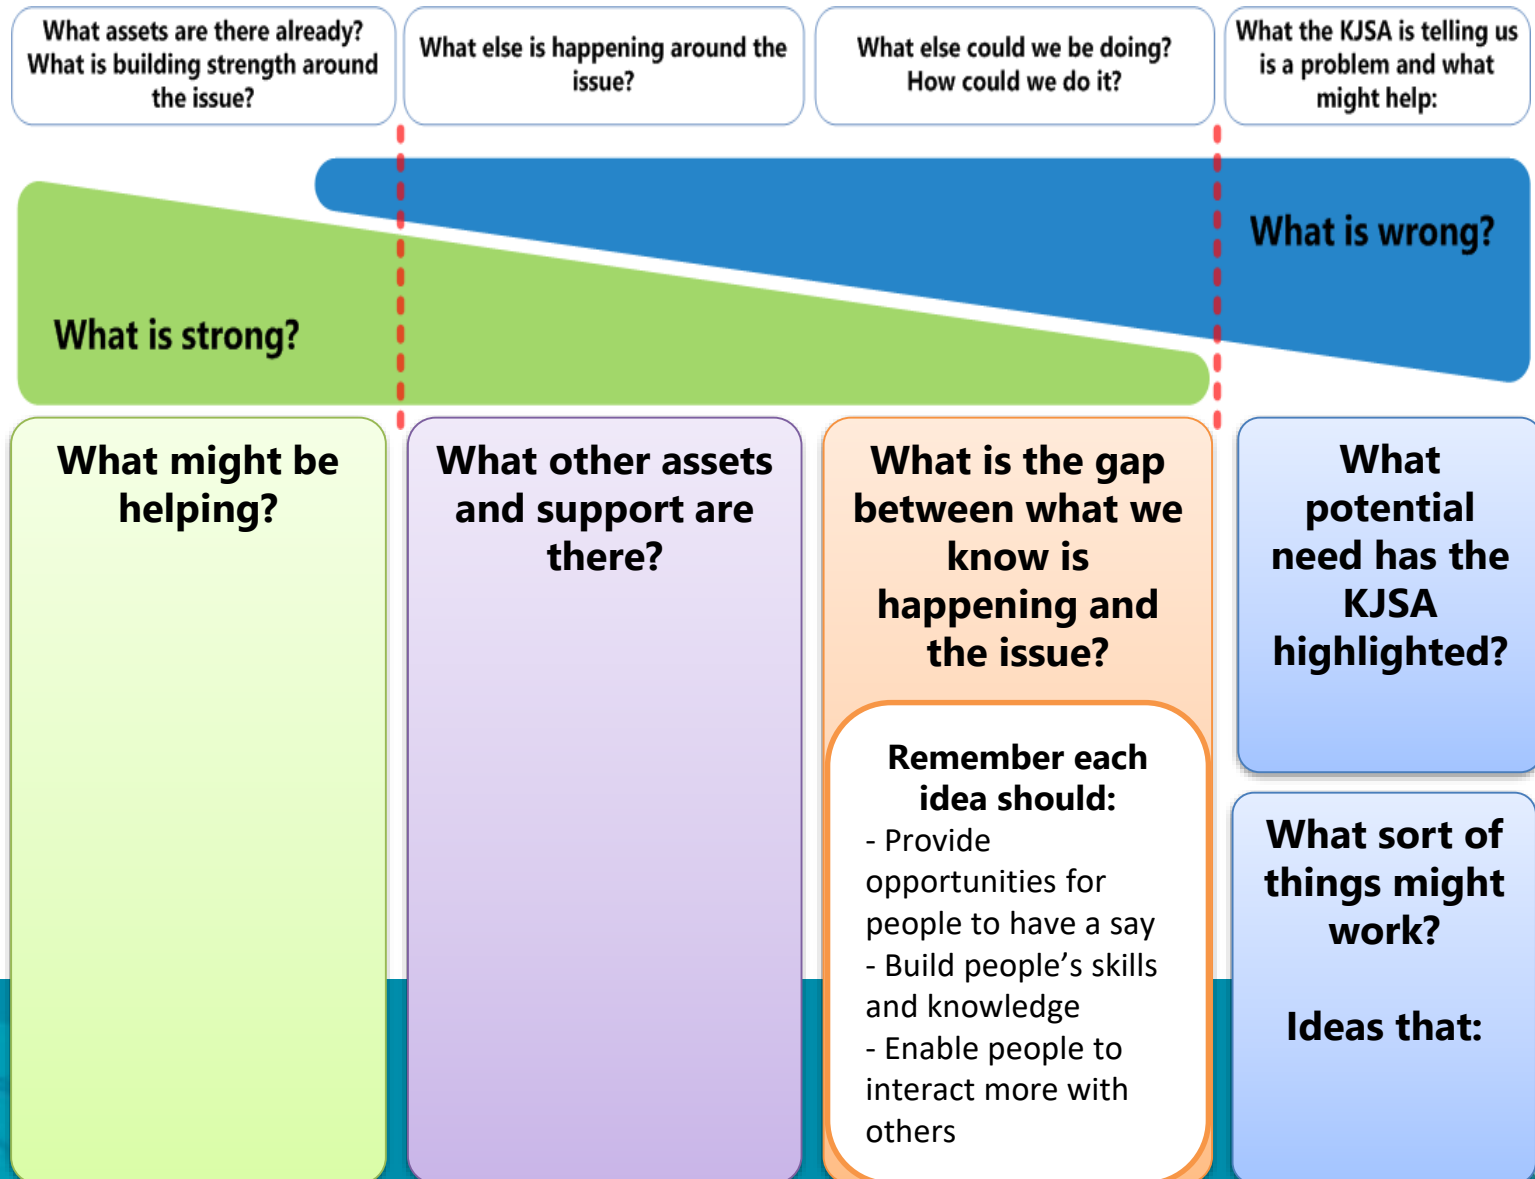 What assets are there already?
What is building strength around
the issue?
What else is happening around the
issue?
What else could we be doing?
How could we do it?
What the KJSA is telling us
is a problem and what
might help:
What is wrong?
What is strong?
What might be
helping?
What other assets
and support are
there?
What is the gap
between what we
know is
happening and
the issue?
Remember each
idea should:
- Provide
opportunities for
people to have a say
- Build people’s skills
and knowledge
- Enable people to
interact more with
others
What
potential
need has the
KJSA
highlighted?
What sort of
things might
work?
Ideas that: